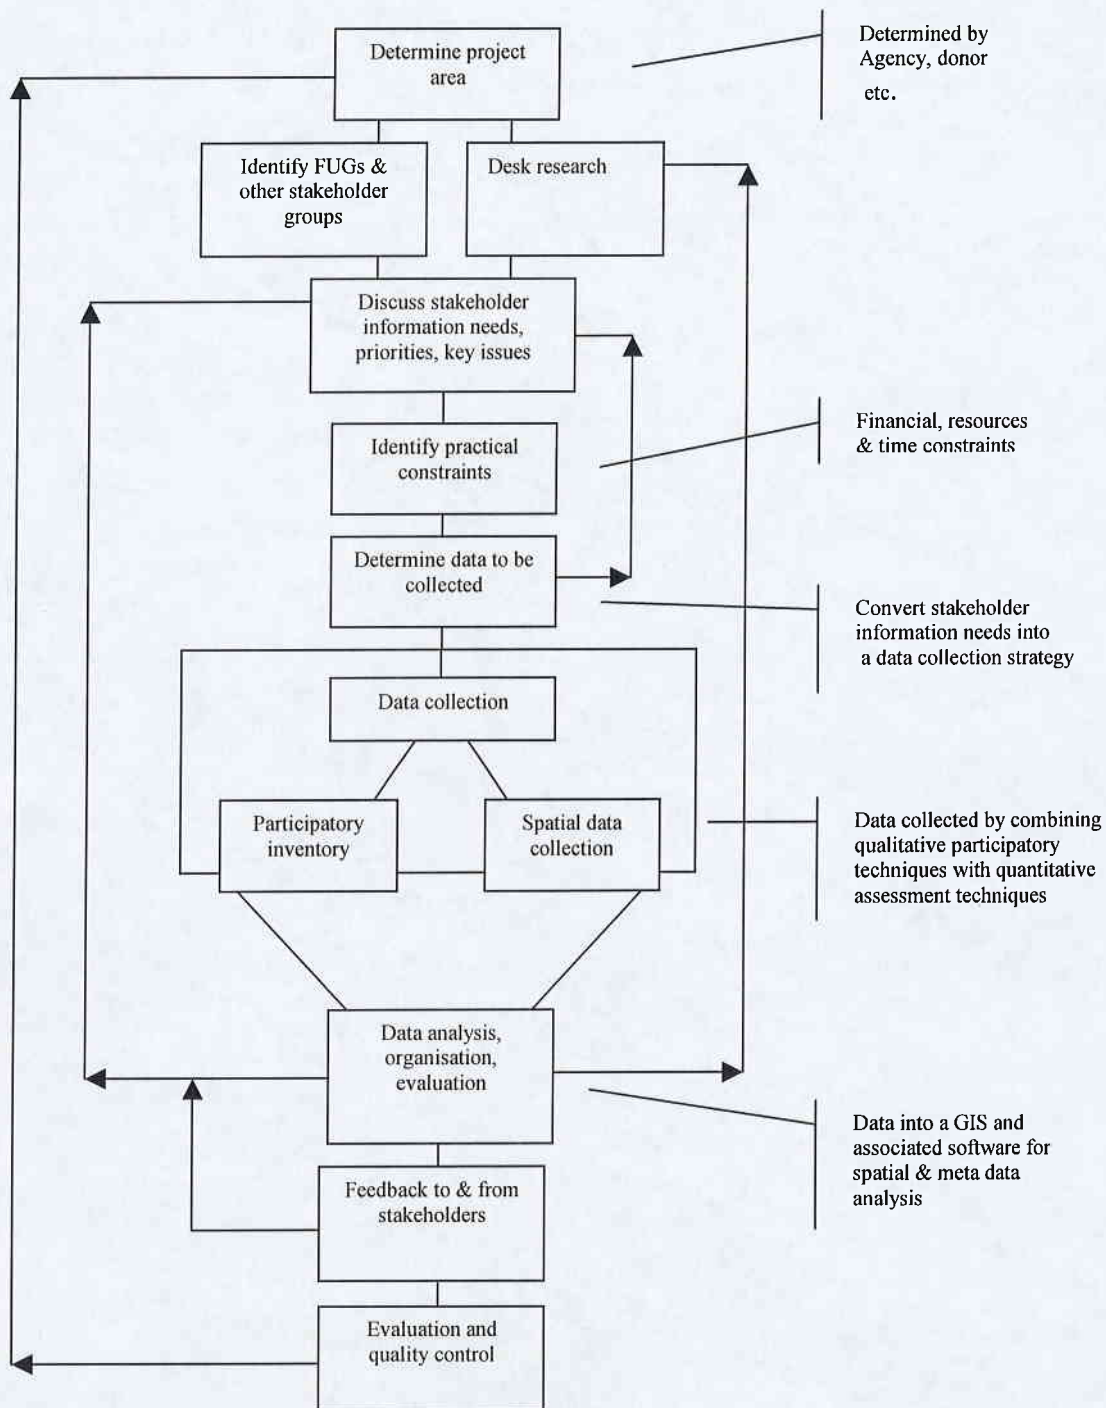 Determine project
area
Determined by
Agency, donor
etc.
Identify FUGs &
other stakeholder
groups
Desk research
Discuss stakeholder
information needs,
priorities, key issues
Identify practical
constraints
Financial, resources
& time constraints
Determine data to be
collected
Convert stakeholder
information needs into
a data collection strategy
Data collection
Participatory
inventory
Spatial data
collection
Data collected by combining
qualitative participatory
techniques with quantitative
assessment techniques
Data analysis,
organisation,
evaluation
Data into a GIS and
associated software for
spatial & meta data
analysis
Feedback to & from
stakeholders
Evaluation and
quality control